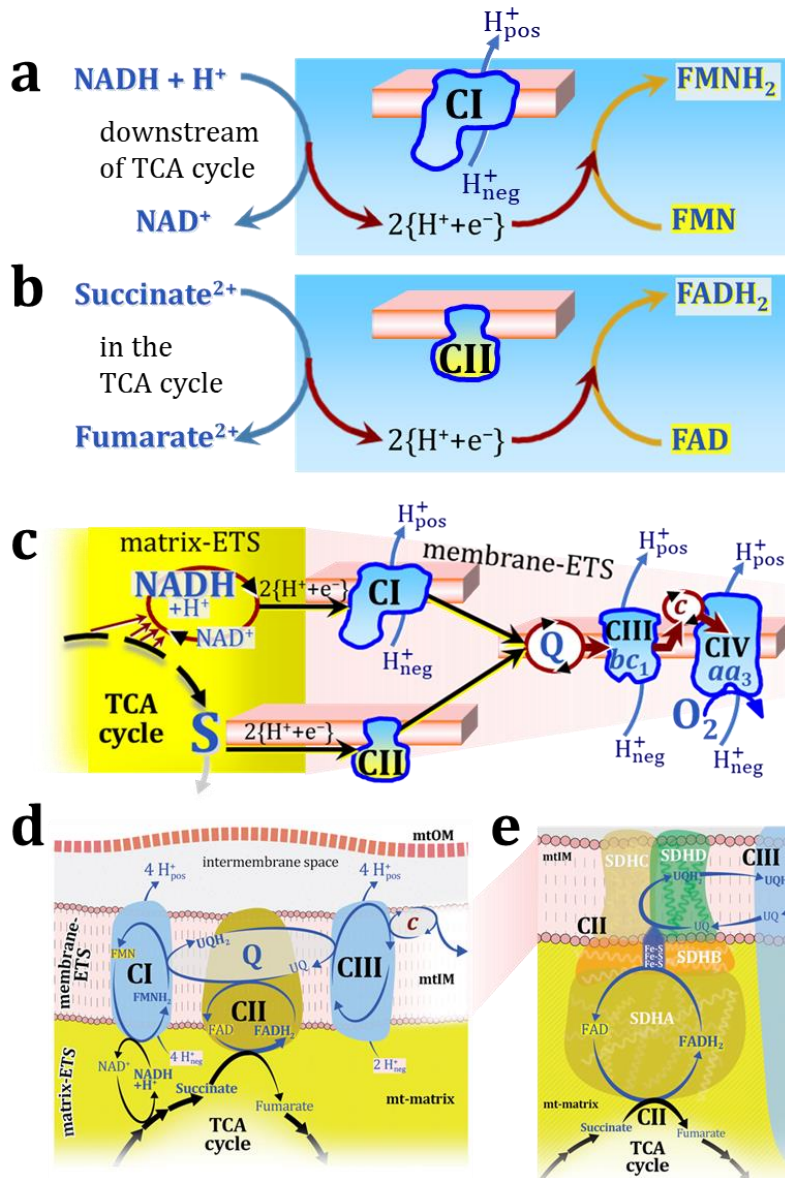 a
NADH + H⁺
downstream
of TCA cycle
NAD⁺
H⁺pos
CI
H⁺neg
2{H⁺+e⁻}
FMNH₂
FMN
b
Succinate²⁺
in the
TCA cycle
Fumarate²⁺
CII
2{H⁺+e⁻}
FADH₂
FAD
c
matrix-ETS
membrane-ETS
NADH
+H⁺
NAD⁺
2{H⁺+e⁻}
H⁺pos
CI
H⁺neg
TCA
cycle
S
2{H⁺+e⁻}
CII
Q
H⁺pos
CIII
bc₁
H⁺neg
c
H⁺pos
CIV
aa₃
O₂
H⁺neg
d
mtOM
intermembrane space
4 H⁺pos
4 H⁺pos
membrane-ETS
matrix-ETS
FMN
CI
FMNH₂
UQH₂
Q
UQ
CIII
c
mtIM
CII
FAD
FADH₂
4 H⁺neg
2 H⁺neg
NAD⁺
NADH
+H⁺
Succinate
Fumarate
mt-matrix
TCA
cycle
e
mtIM
SDHC
SDHD
CIII
UQH₂
UQH₂
CII
UQ
UQ
Fe-S
Fe-S
Fe-S
SDHB
SDHA
FAD
FADH₂
mt-matrix
CII
Succinate
Fumarate
TCA
cycle